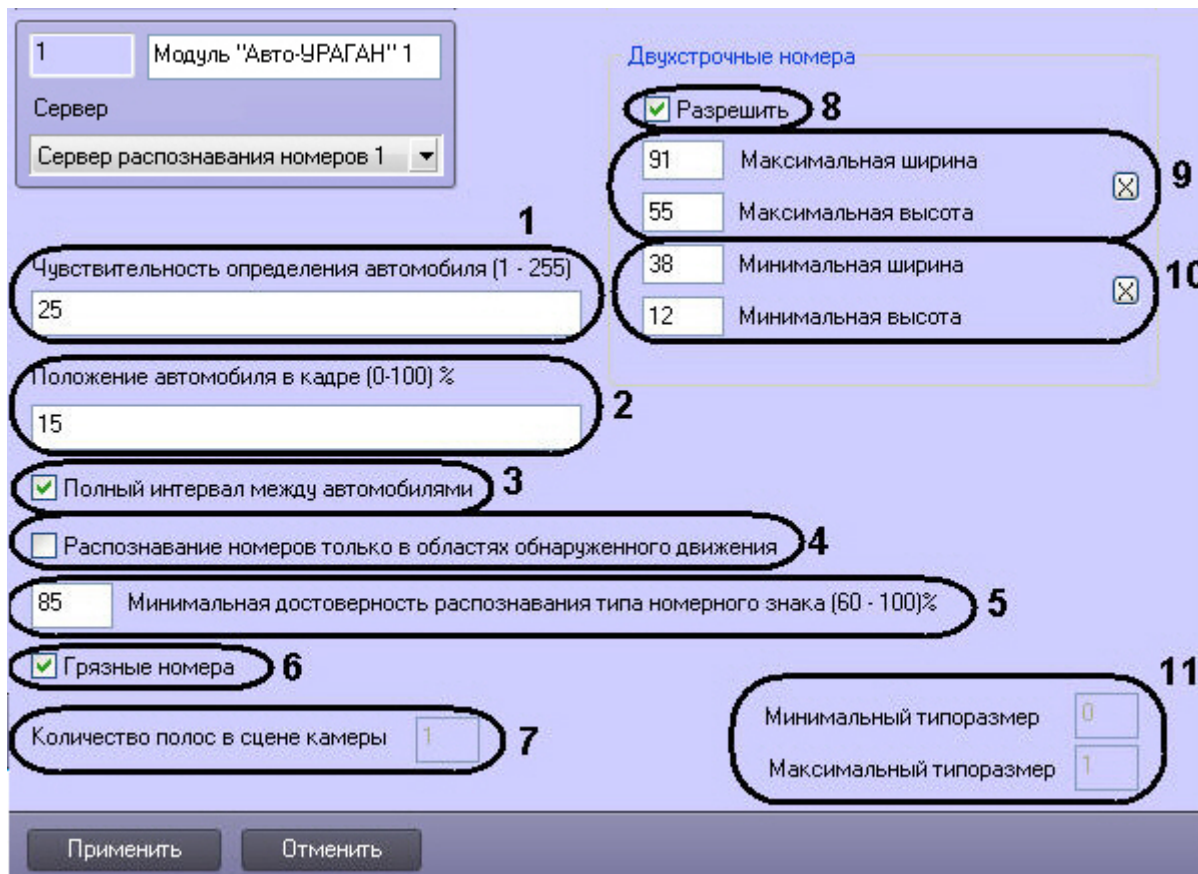 1
Модуль "Авто-УРАГАН" 1
Сервер
Сервер распознавания номеров 1
1
Чувствительность определения автомобиля (1 - 255)
25
Положение автомобиля в кадре (0-100) %
15
2
Полный интервал между автомобилями
3
Распознавание номеров только в областях обнаруженного движения
4
85 Минимальная достоверность распознавания типа номерного знака (60 - 100)%
5
Грязные номера
6
Количество полос в сцене камеры 1
7
Двухстрочные номера
Разрешить
8
91 Максимальная ширина
55 Максимальная высота
9
38 Минимальная ширина
12 Минимальная высота
10
11
Минимальный типоразмер 0
Максимальный типоразмер 1
Применить
Отменить